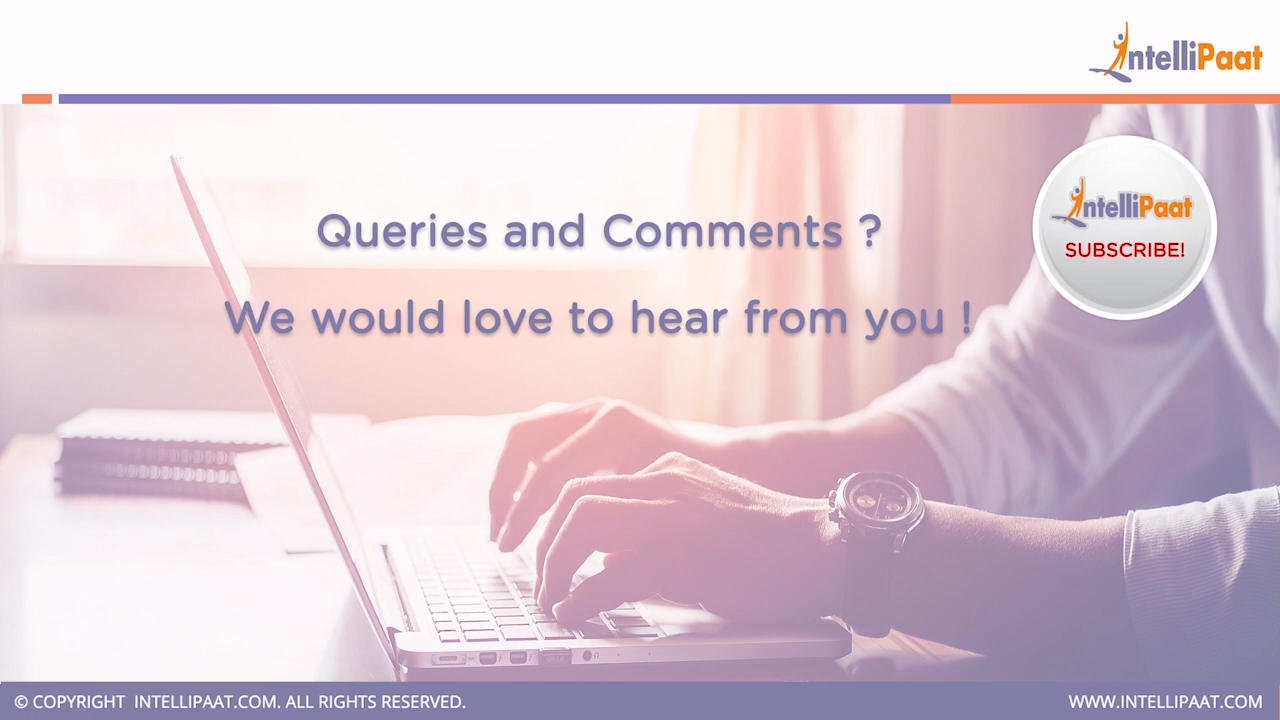 IntelliPaat
Queries and Comments ?
We would love to hear from you !
IntelliPaat
SUBSCRIBE!
© COPYRIGHT INTELLIPAAT.COM. ALL RIGHTS RESERVED.
WWW.INTELLIPAAT.COM